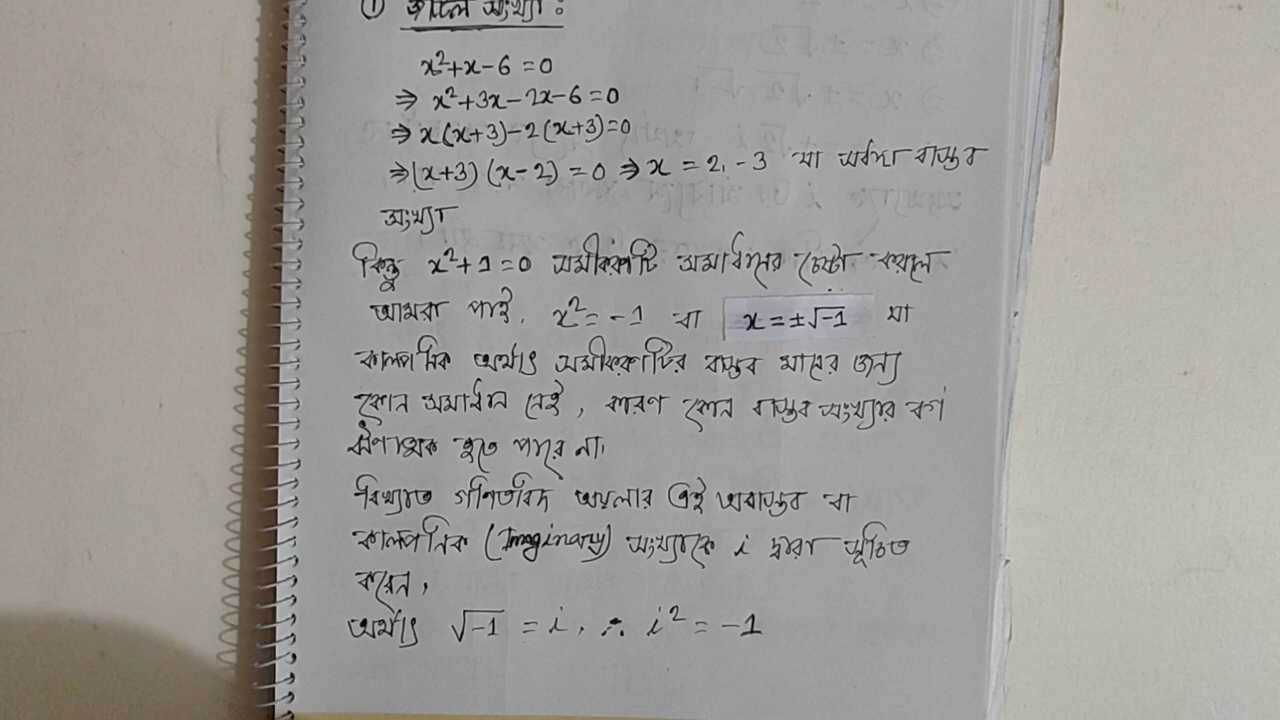 ① জটিল সংখ্যা :
x²+x-6=0
⇒ x²+3x-2x-6=0
⇒ x(x+3)-2(x+3)=0
⇒(x+3)(x-2)=0 ⇒ x = 2, -3 যা সর্বদা বাস্তব
সংখ্যা
কিন্তু x²+1=0 সমীকরণটি সমাধানের চেষ্টা করলে
আমরা পাই, x²=-1 বা x=±√-1 যা
কাল্পনিক অর্থাৎ সমীকরণটির বাস্তব মানের জন্য
কোন সমাধান নেই, কারণ কোন বাস্তব সংখ্যার বর্গ
ঋণাত্মক হতে পারে না।
বিখ্যাত গণিতবিদ অয়লার এই অবাস্তব বা
কাল্পনিক (Imaginary) সংখ্যাকে i দ্বারা সূচিত
করেন,
অর্থাৎ √-1 = i, ∴ i² = -1